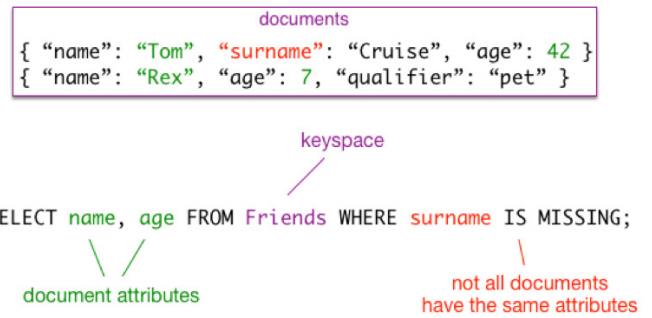 documents
{ “name”: “Tom”, “surname”: “Cruise”, “age”: 42 }
{ “name”: “Rex”, “age”: 7, “qualifier”: “pet” }
keyspace
ELECT name, age FROM Friends WHERE surname IS MISSING;
document attributes
not all documents
have the same attributes